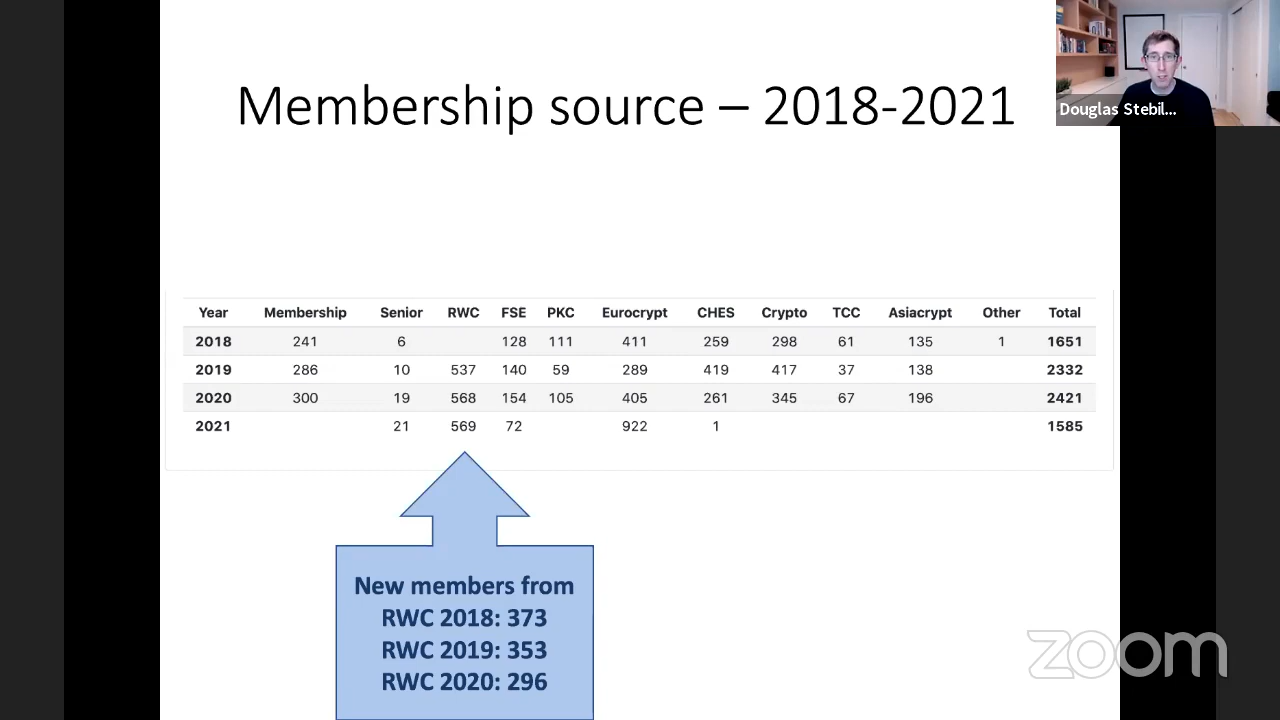 Membership source – 2018-2021
Douglas Stebil...
Year Membership Senior RWC FSE PKC Eurocrypt CHES Crypto TCC Asiacrypt Other Total
2018 241 6 128 111 411 259 298 61 135 1 1651
2019 286 10 537 140 59 289 419 417 37 138 2332
2020 300 19 568 154 105 405 261 345 67 196 2421
2021 21 569 72 922 1 1585
New members from
RWC 2018: 373
RWC 2019: 353
RWC 2020: 296
zoom